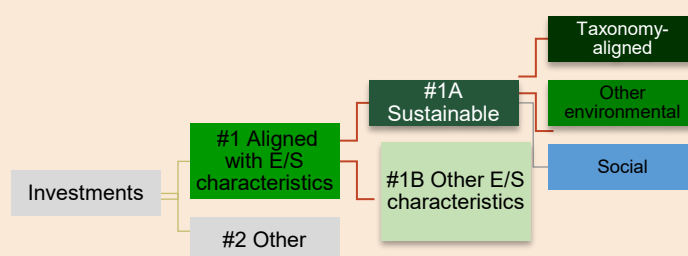 Taxonomy-
aligned
#1A
Sustainable
Other
environmental
#1 Aligned
with E/S
characteristics
Social
#1B Other E/S
characteristics
Investments
#2 Other